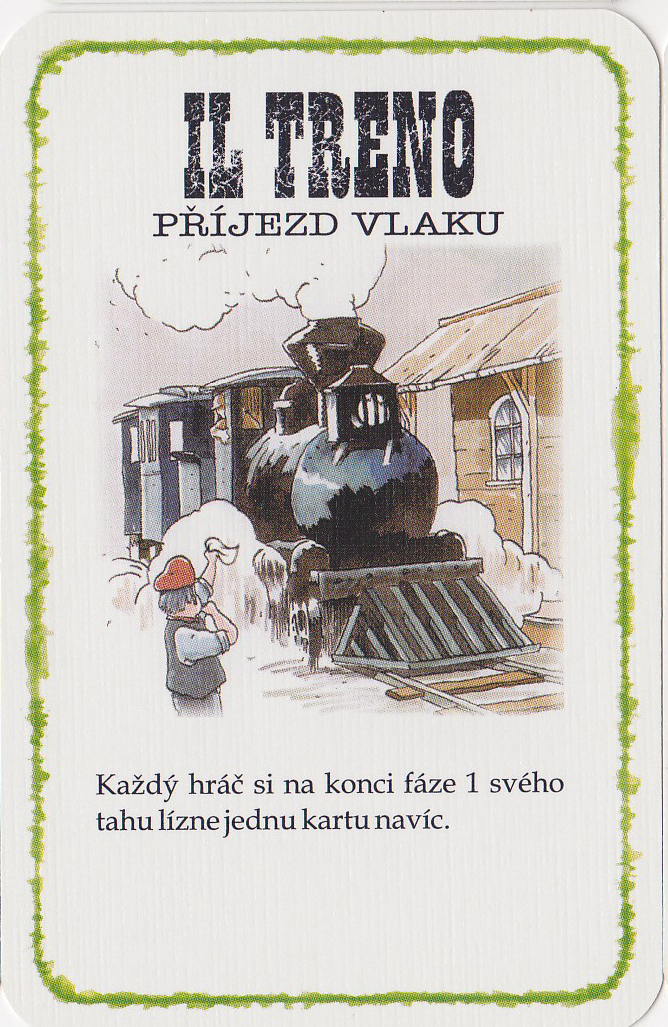 IL TRENO
PŘÍJEZD VLAKU
Každý hráč si na konci fáze 1 svého
tahu lízne jednu kartu navíc.